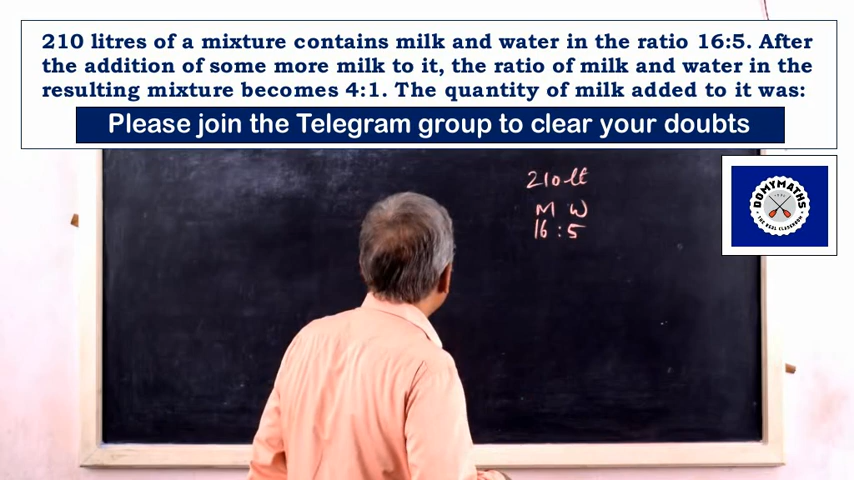 210 litres of a mixture contains milk and water in the ratio 16:5. After
the addition of some more milk to it, the ratio of milk and water in the
resulting mixture becomes 4:1. The quantity of milk added to it was:
Please join the Telegram group to clear your doubts
210 lt
M W
16 : 5
DOMYMATHS
THE REAL CLASSROOM